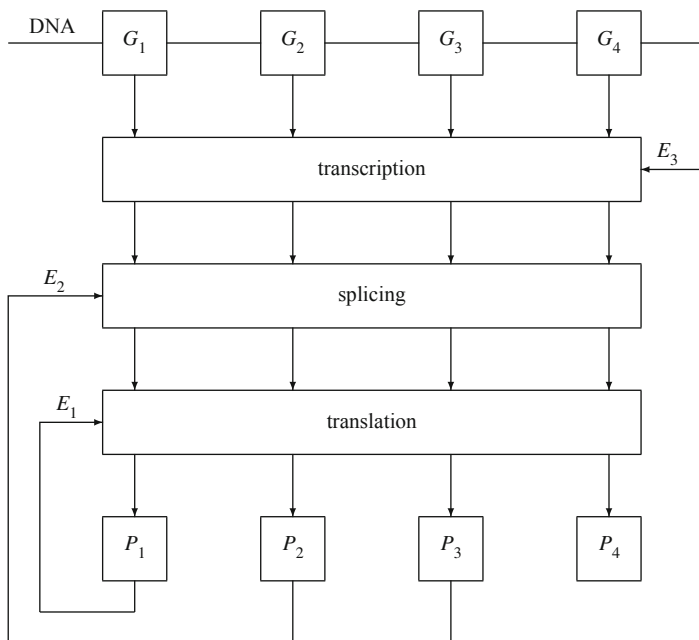 DNA G₁ G₂ G₃ G₄
E₃
transcription
E₂
splicing
E₁
translation
P₁ P₂ P₃ P₄